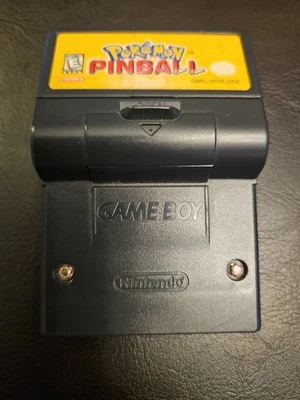 POKéMON
PINBALL
E
DMG-VPHE-USA
GAME BOY
Nintendo